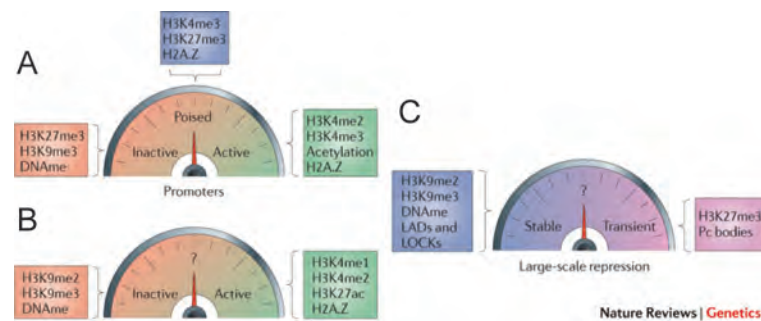 A
H3K4me3
H3K27me3
H2A.Z
H3K27me3
H3K9me3
DNAme
Poised
Inactive
Active
H3K4me2
H3K4me3
Acetylation
H2A.Z
Promoters
B
H3K9me2
H3K9me3
DNAme
?
Inactive
Active
H3K4me1
H3K4me2
H3K27ac
H2A.Z
C
H3K9me2
H3K9me3
DNAme
LADs and
LOCKs
?
Stable
Transient
H3K27me3
Pc bodies
Large-scale repression
Nature Reviews | Genetics